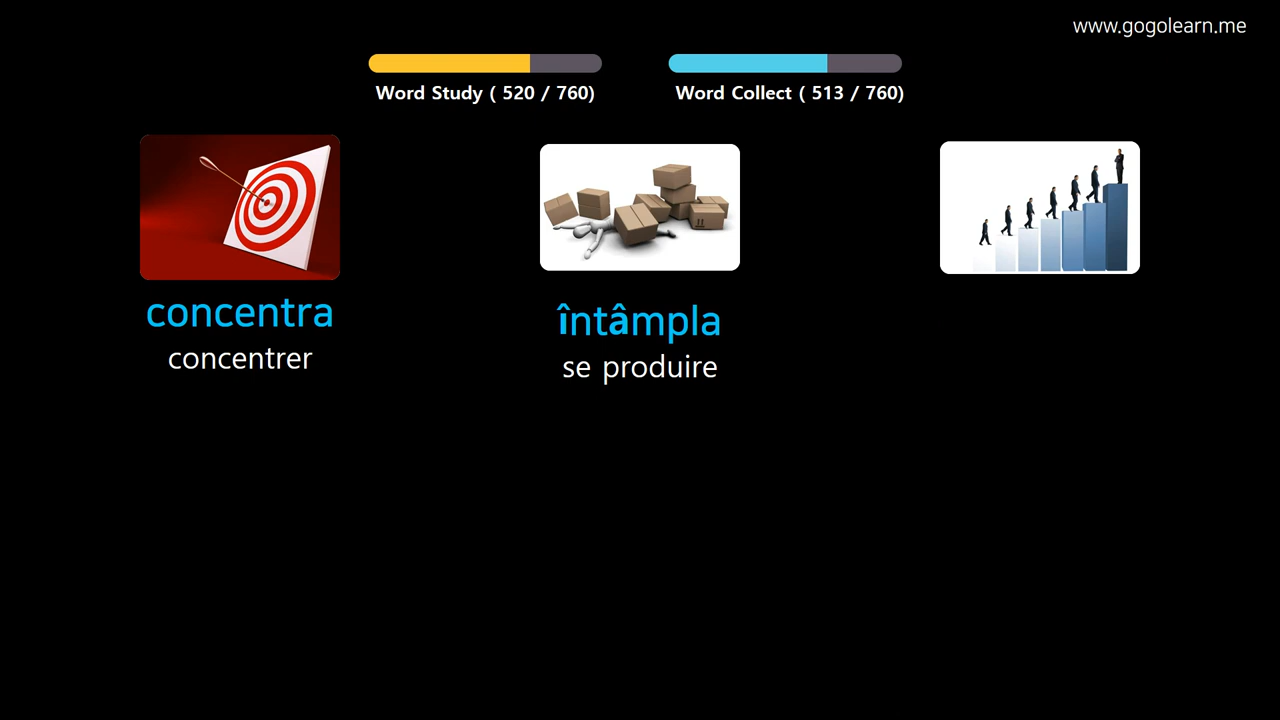 www.gogolearn.me
Word Study ( 520 / 760)
Word Collect ( 513 / 760)
concentra
concentrer
întâmpla
se produire